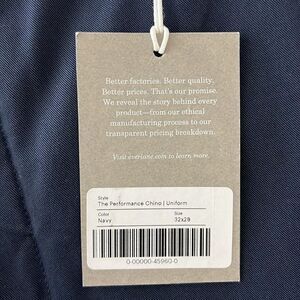 Better factories. Better quality.
Better prices. That's our promise.
We reveal the story behind every
product—from our ethical
manufacturing process to our
transparent pricing breakdown.
Visit everlane.com to learn more.
Style
The Performance Chino | Uniform
Color
Size
Navy
32x28
0-00000-45960-0